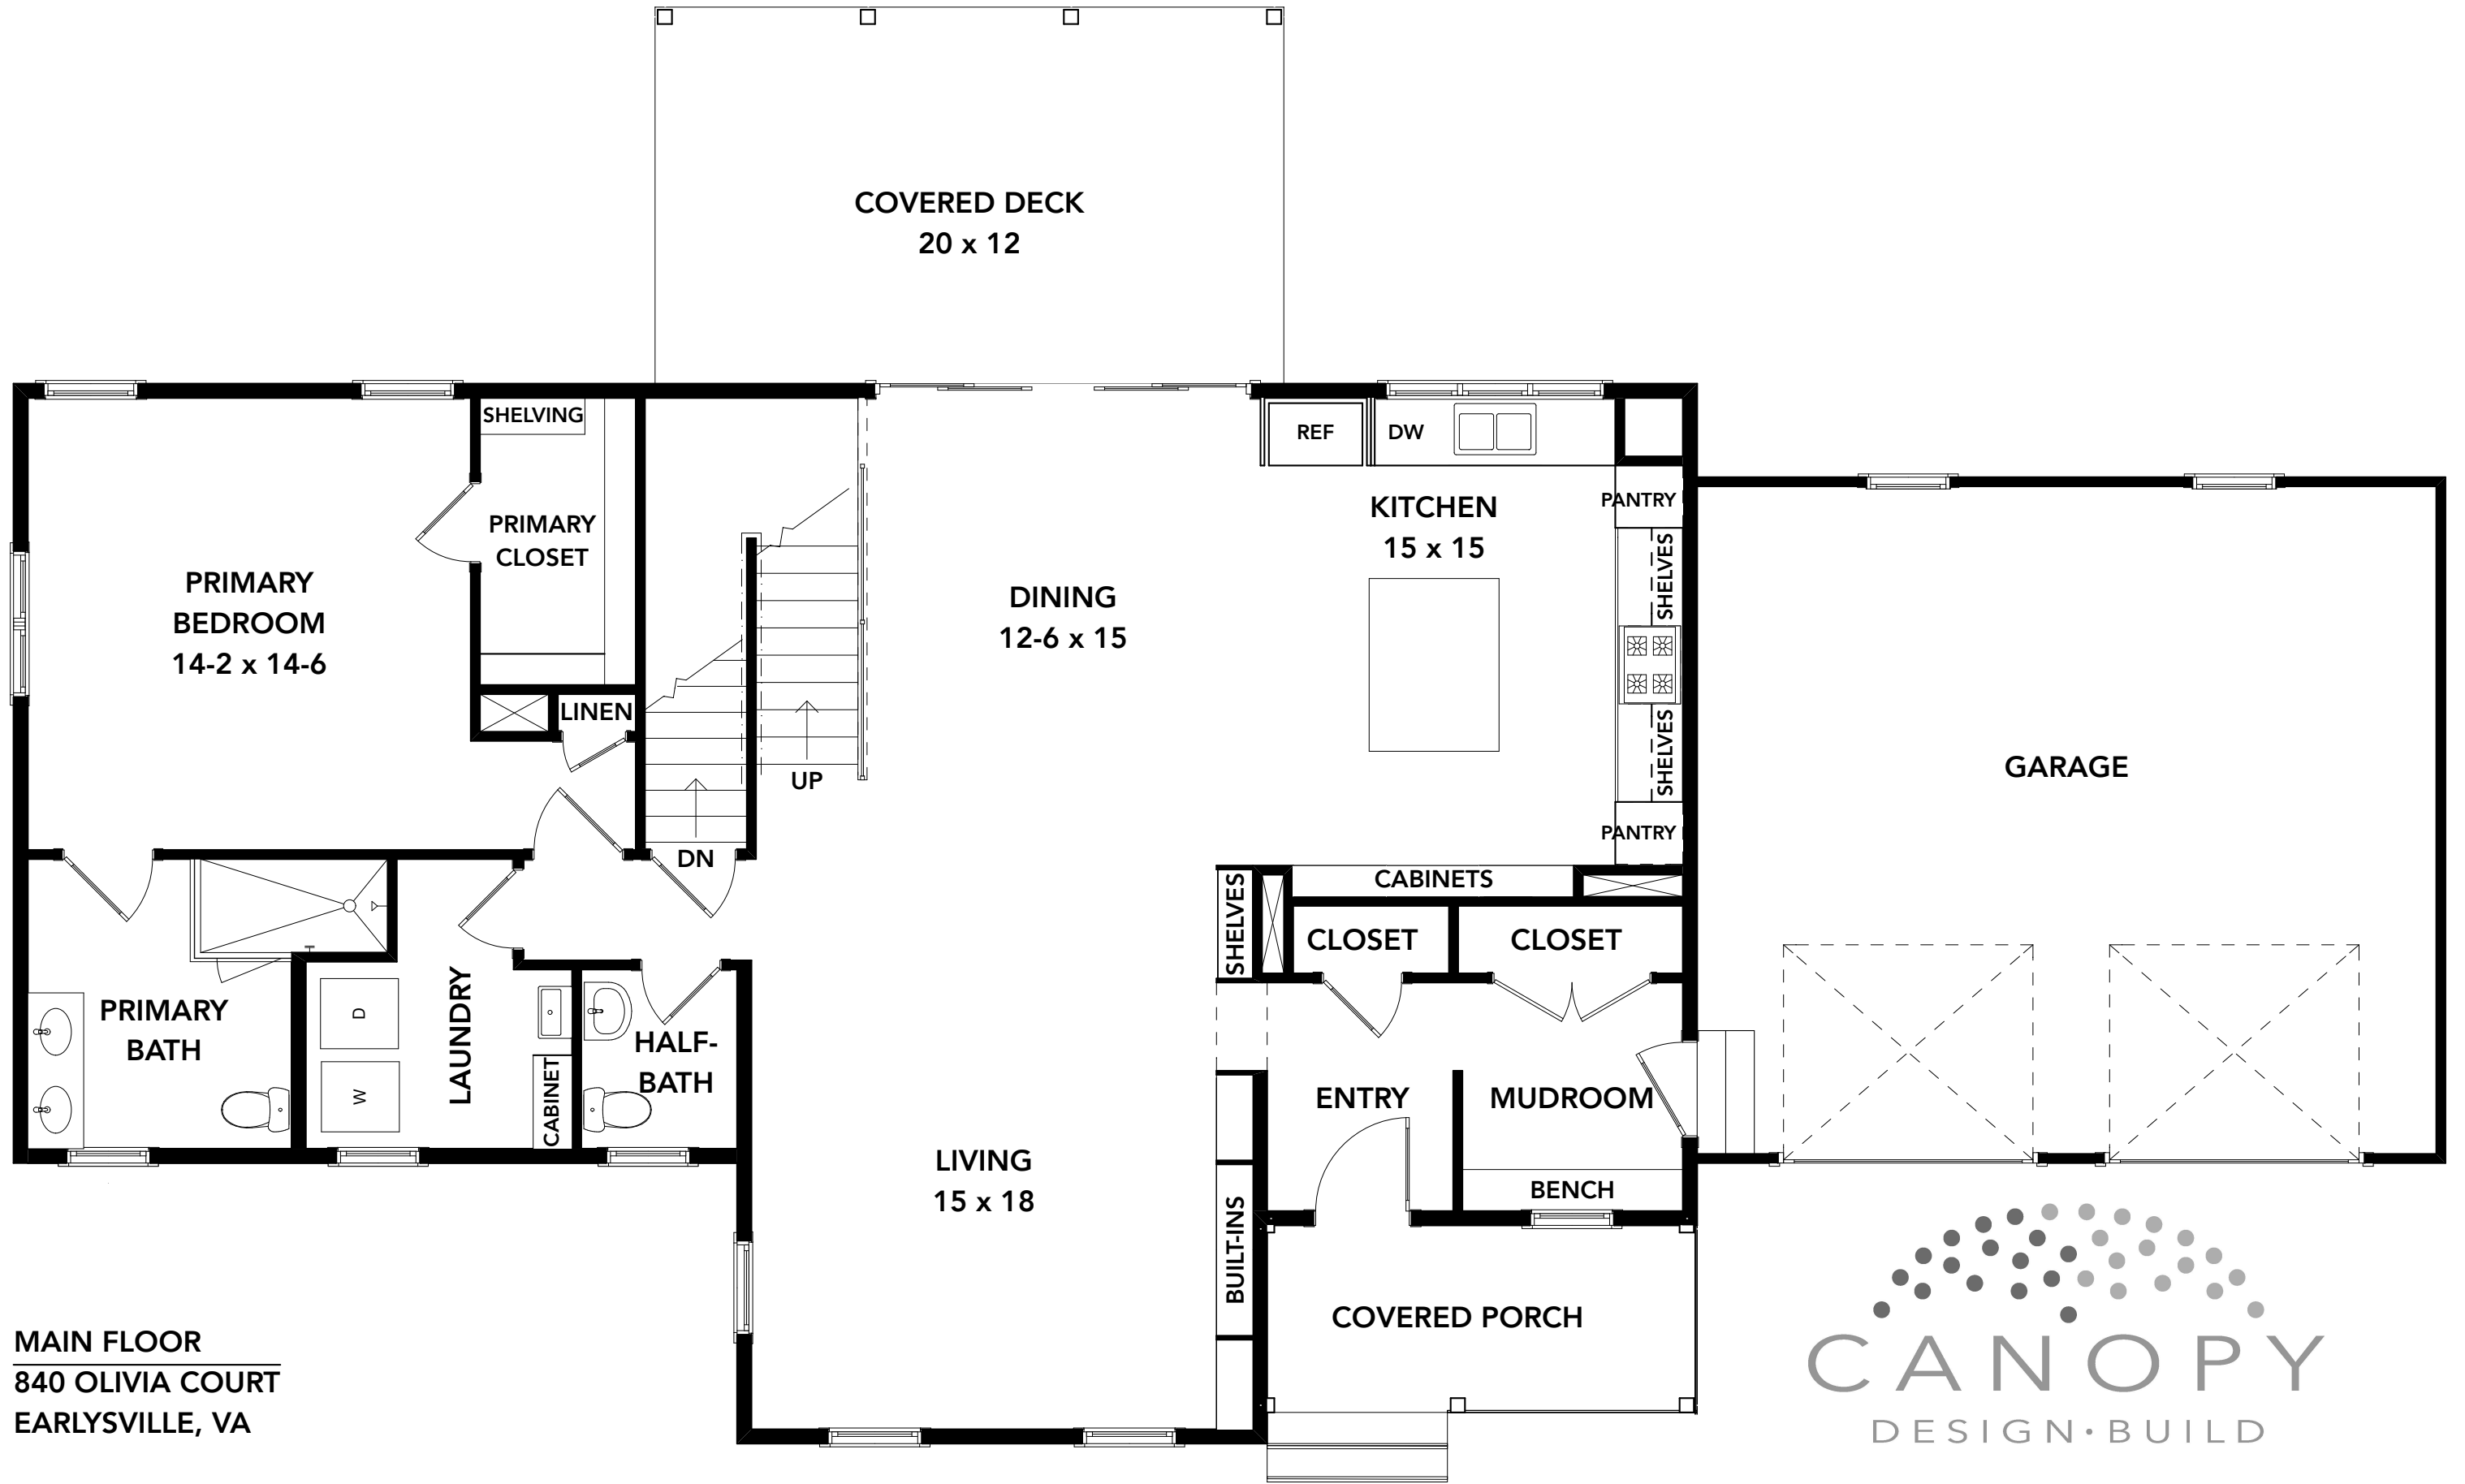 COVERED DECK
20 x 12
SHELVING
REF
DW
PRIMARY
CLOSET
KITCHEN
15 x 15
PANTRY
SHELVES
PRIMARY
BEDROOM
14-2 x 14-6
DINING
12-6 x 15
LINEN
UP
SHELVES
GARAGE
PANTRY
DN
CABINETS
SHELVES
CLOSET
CLOSET
PRIMARY
BATH
D
W
LAUNDRY
CABINET
HALF-
BATH
ENTRY
MUDROOM
LIVING
15 x 18
BENCH
BUILT-INS
COVERED PORCH
MAIN FLOOR
840 OLIVIA COURT
EARLYSVILLE, VA
CANOPY
DESIGN•BUILD